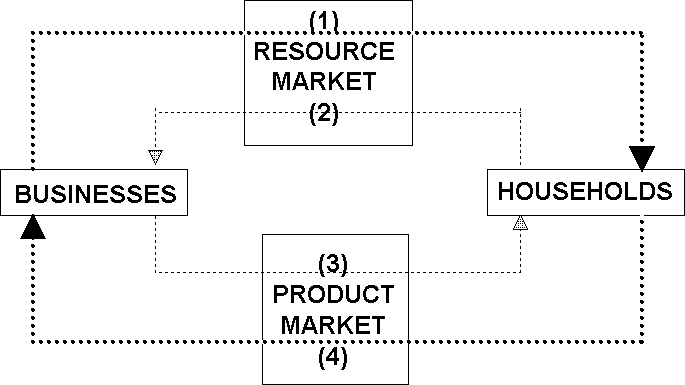 (1)
RESOURCE
MARKET
(2)
BUSINESSES
HOUSEHOLDS
(3)
PRODUCT
MARKET
(4)